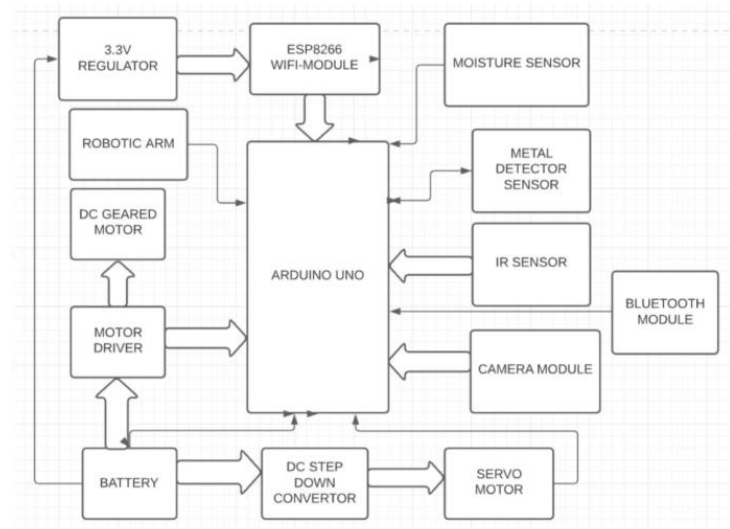 3.3V
REGULATOR
ESP8266
WIFI-MODULE
MOISTURE SENSOR
ROBOTIC ARM
METAL
DETECTOR
SENSOR
DC GEARED
MOTOR
ARDUINO UNO
IR SENSOR
BLUETOOTH
MODULE
MOTOR
DRIVER
CAMERA MODULE
BATTERY
DC STEP
DOWN
CONVERTOR
SERVO
MOTOR